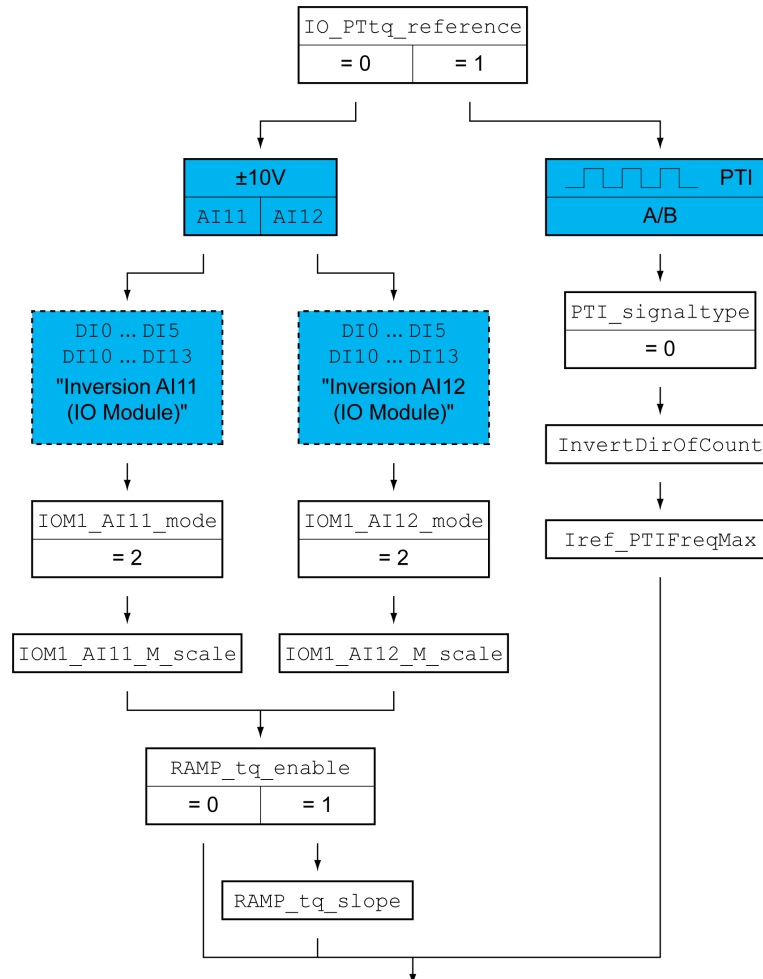 IO_PTtq_reference
= 0 = 1
±10V
AI11 AI12
PTI
A/B
DI0 ... DI5
DI10 ... DI13
"Inversion AI11
(IO Module)"
DI0 ... DI5
DI10 ... DI13
"Inversion AI12
(IO Module)"
PTI_signaltype
= 0
InvertDirOfCount
IOM1_AI11_mode
= 2
IOM1_AI12_mode
= 2
Iref_PTIFreqMax
IOM1_AI11_M_scale
IOM1_AI12_M_scale
RAMP_tq_enable
= 0 = 1
RAMP_tq_slope